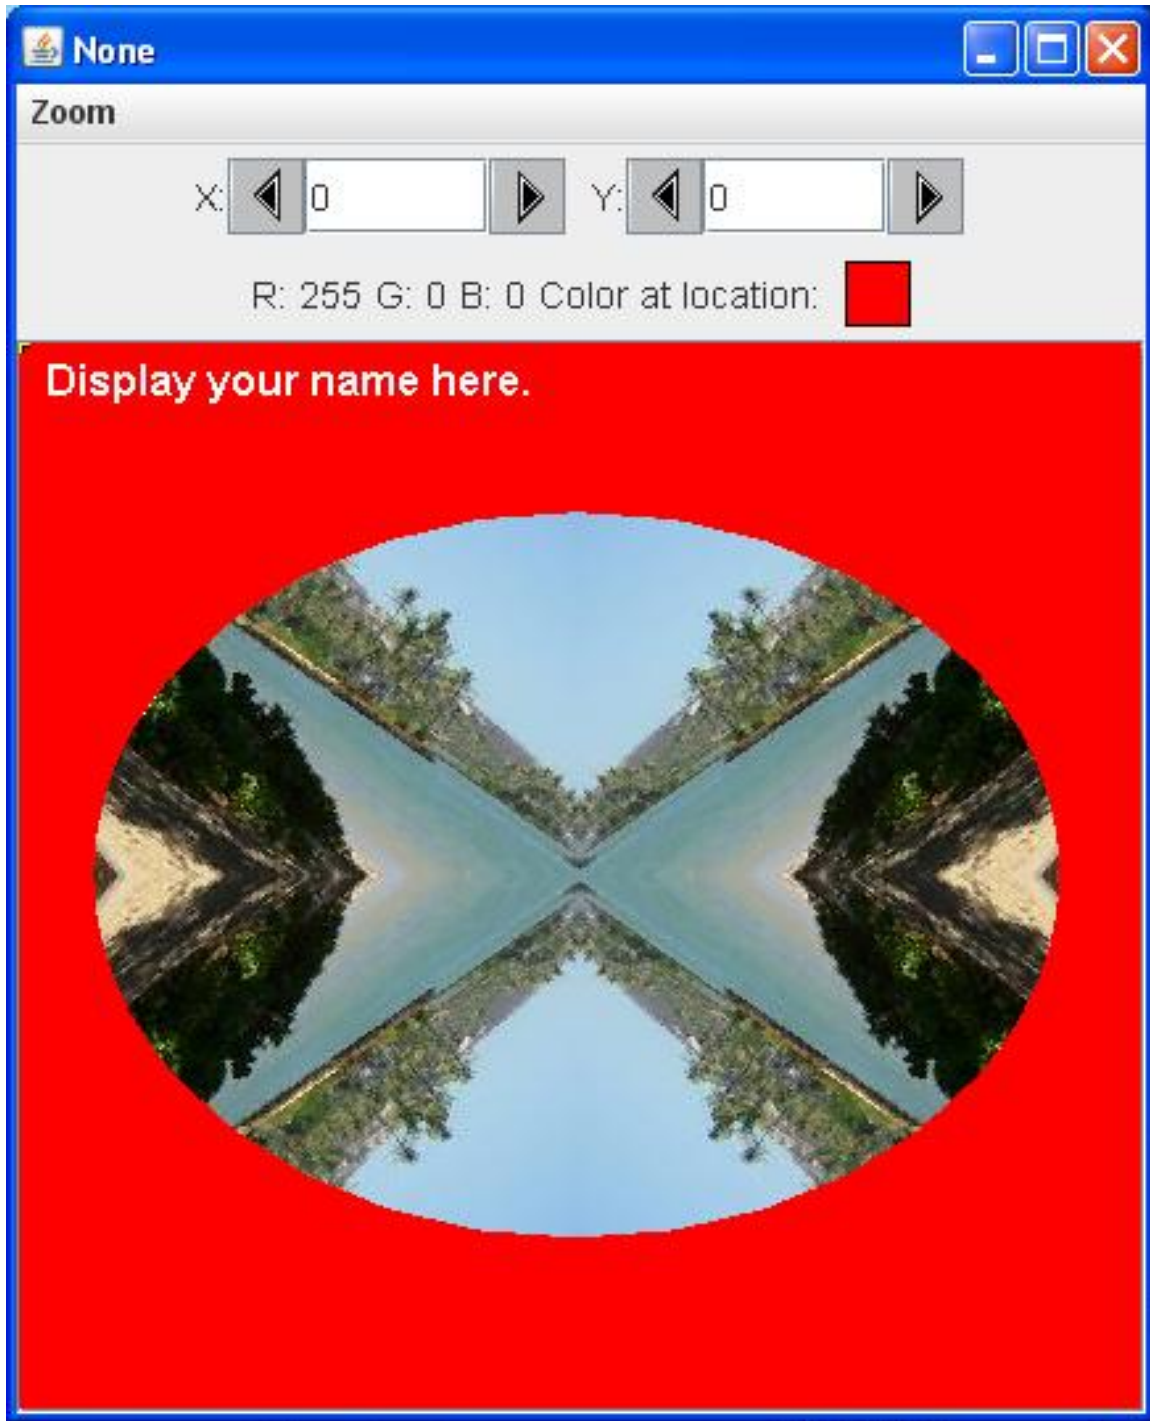 None
Zoom
X: 0 Y: 0
R: 255 G: 0 B: 0 Color at location:
Display your name here.